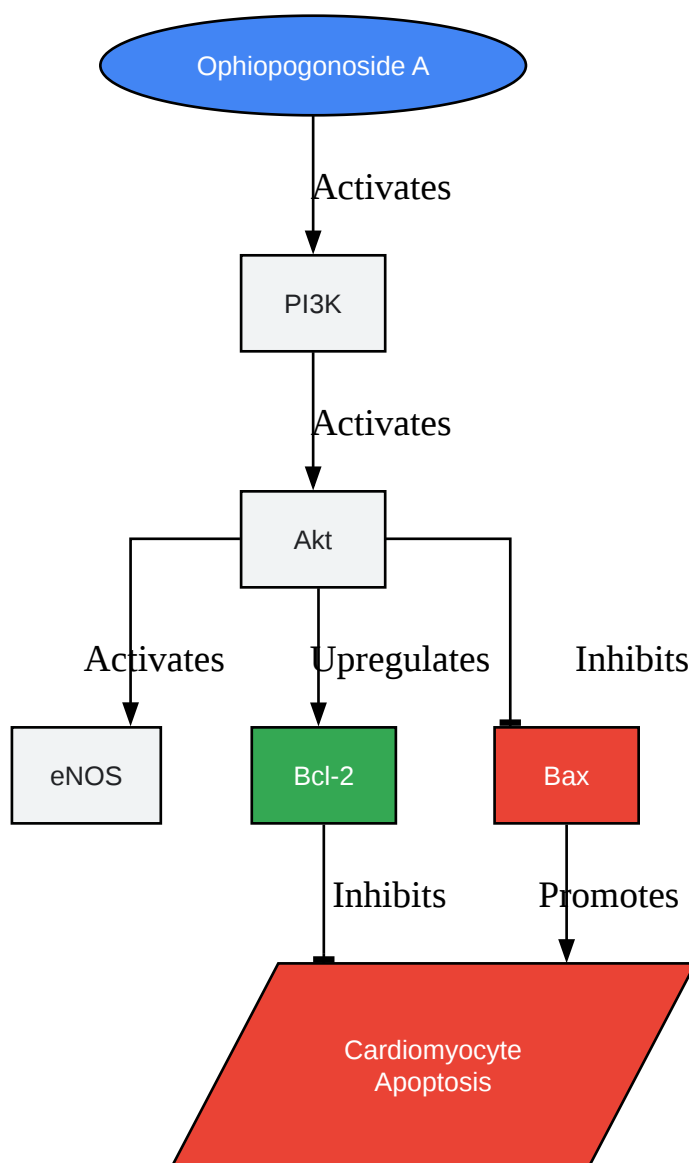 Ophiopogonoside A
Activates
PI3K
Activates
Akt
Activates
Upregulates
Inhibits
eNOS
Bcl-2
Bax
Inhibits
Promotes
Cardiomyocyte
Apoptosis